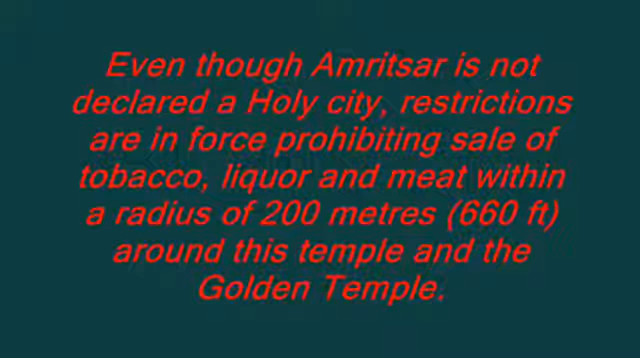 Even though Amritsar is not
declared a Holy city, restrictions
are in force prohibiting sale of
tobacco, liquor and meat within
a radius of 200 metres (660 ft)
around this temple and the
Golden Temple.